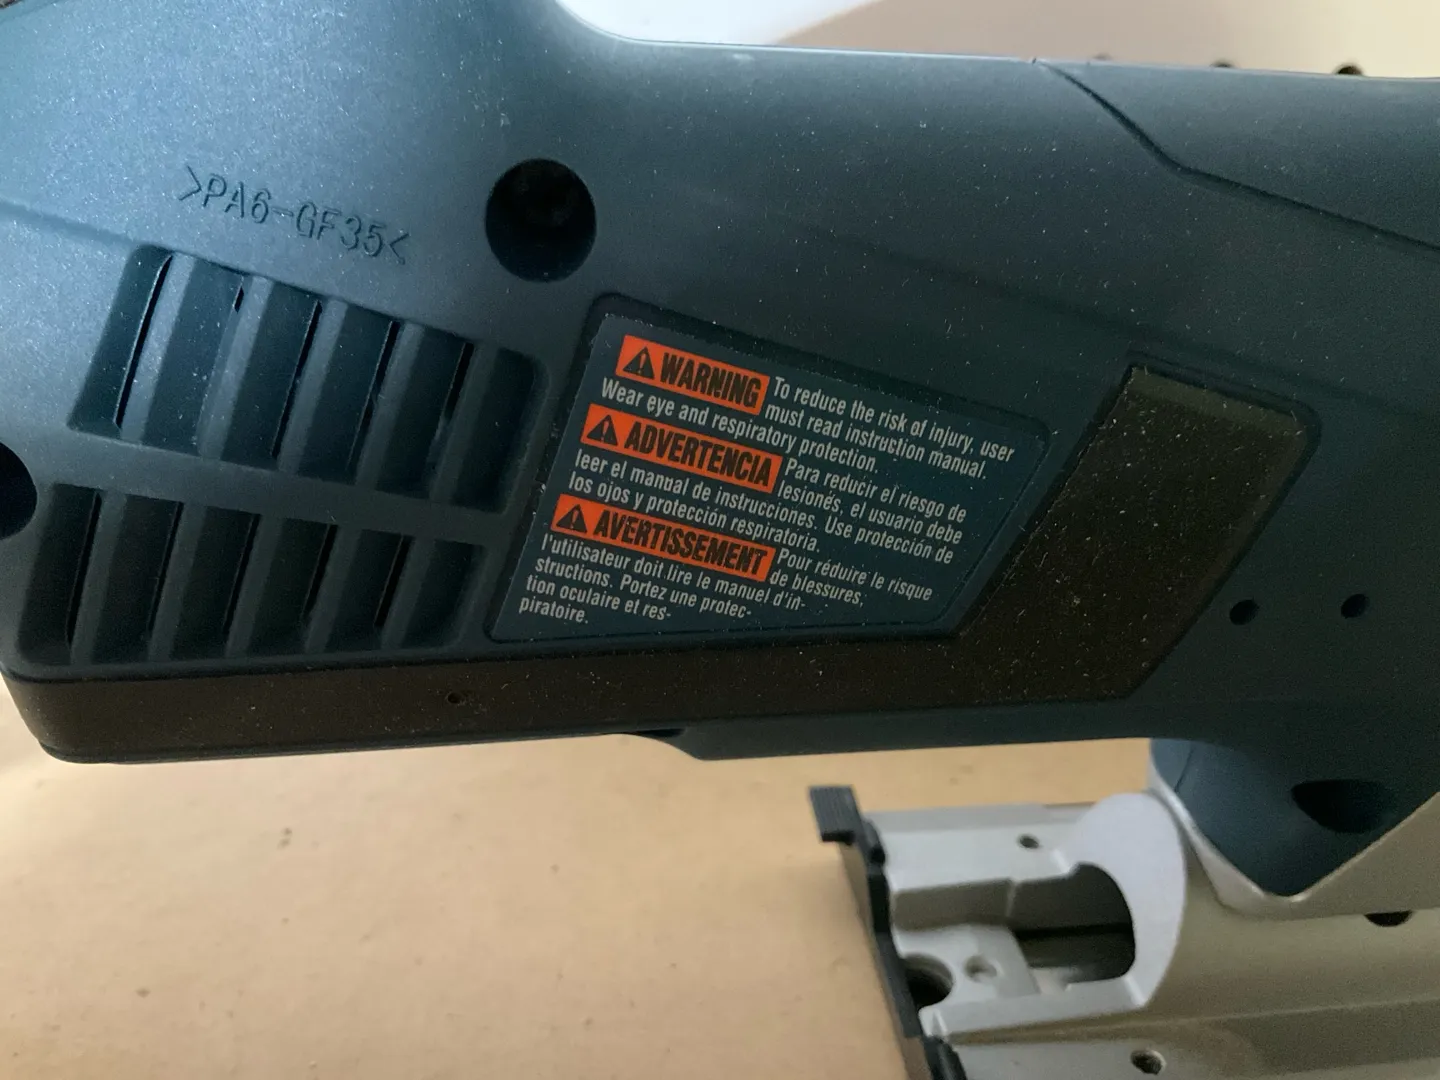 >PA6-GF35<
WARNING To reduce the risk of injury, user
must read instruction manual.
Wear eye and respiratory protection.
ADVERTENCIA Para reducir el riesgo de
lesionés, el usuario debe
leer el manual de instrucciones. Use protección de
los ojos y protección respiratoria.
AVERTISSEMENT Pour réduire le risque
de blessures,
l'utilisateur doit lire le manuel d'in-
structions. Portez une protec-
tion oculaire et res-
piratoire.